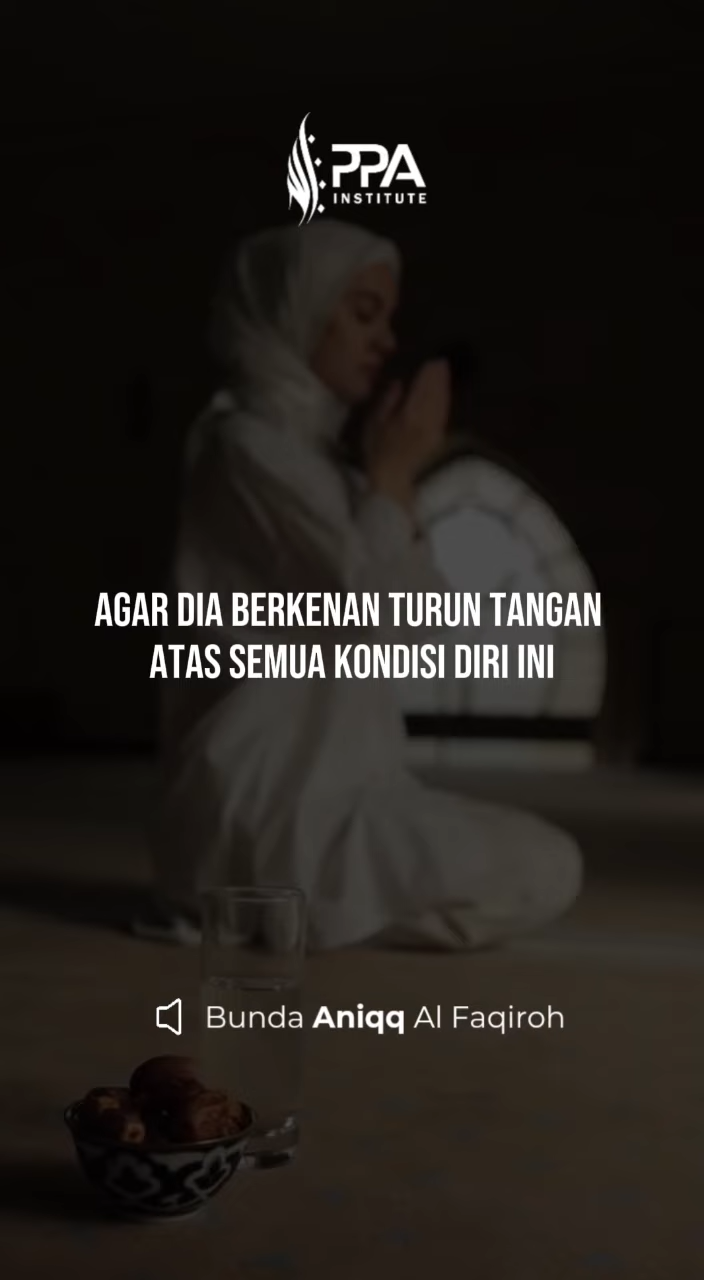 PPA
INSTITUTE
AGAR DIA BERKENAN TURUN TANGAN
ATAS SEMUA KONDISI DIRI INI
Bunda Aniqq Al Faqiroh